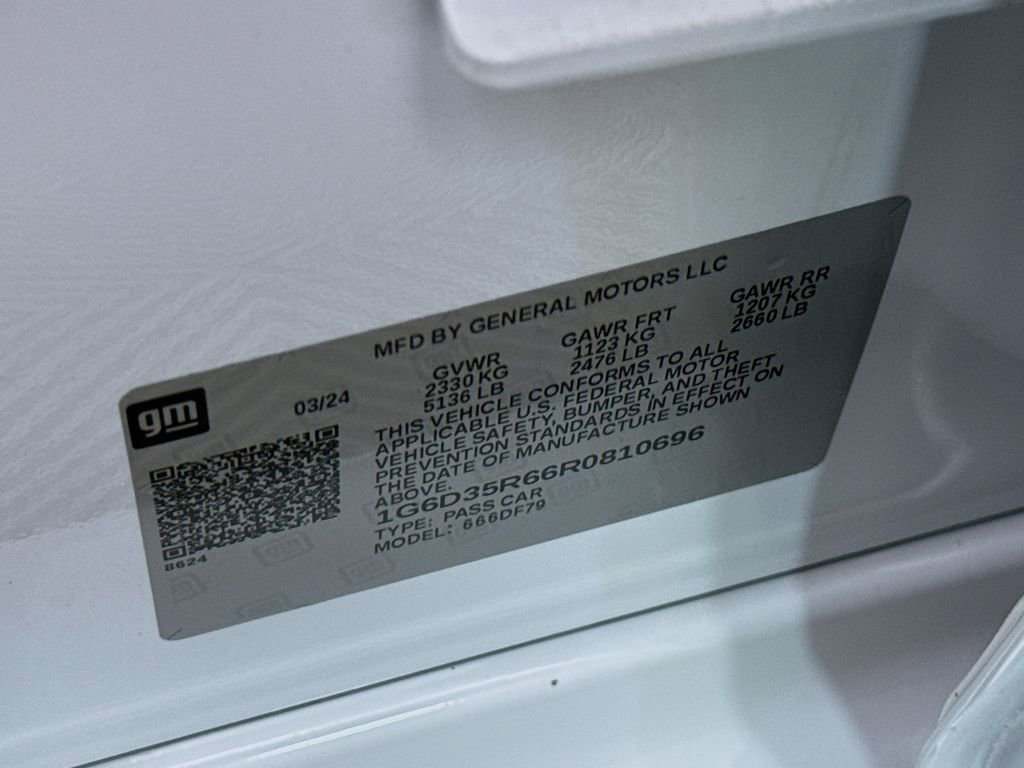 MFD BY GENERAL MOTORS LLC
gm
03/24
GVWR GAWR FRT GAWR RR
2330 KG 1123 KG 1207 KG
5136 LB 2476 LB 2660 LB
THIS VEHICLE CONFORMS TO ALL
APPLICABLE U.S. FEDERAL MOTOR
VEHICLE SAFETY, BUMPER, AND THEFT
PREVENTION STANDARDS IN EFFECT ON
THE DATE OF MANUFACTURE SHOWN
ABOVE.
1G6D35R66R0810696
TYPE: PASS CAR
MODEL: 666DF79
8624